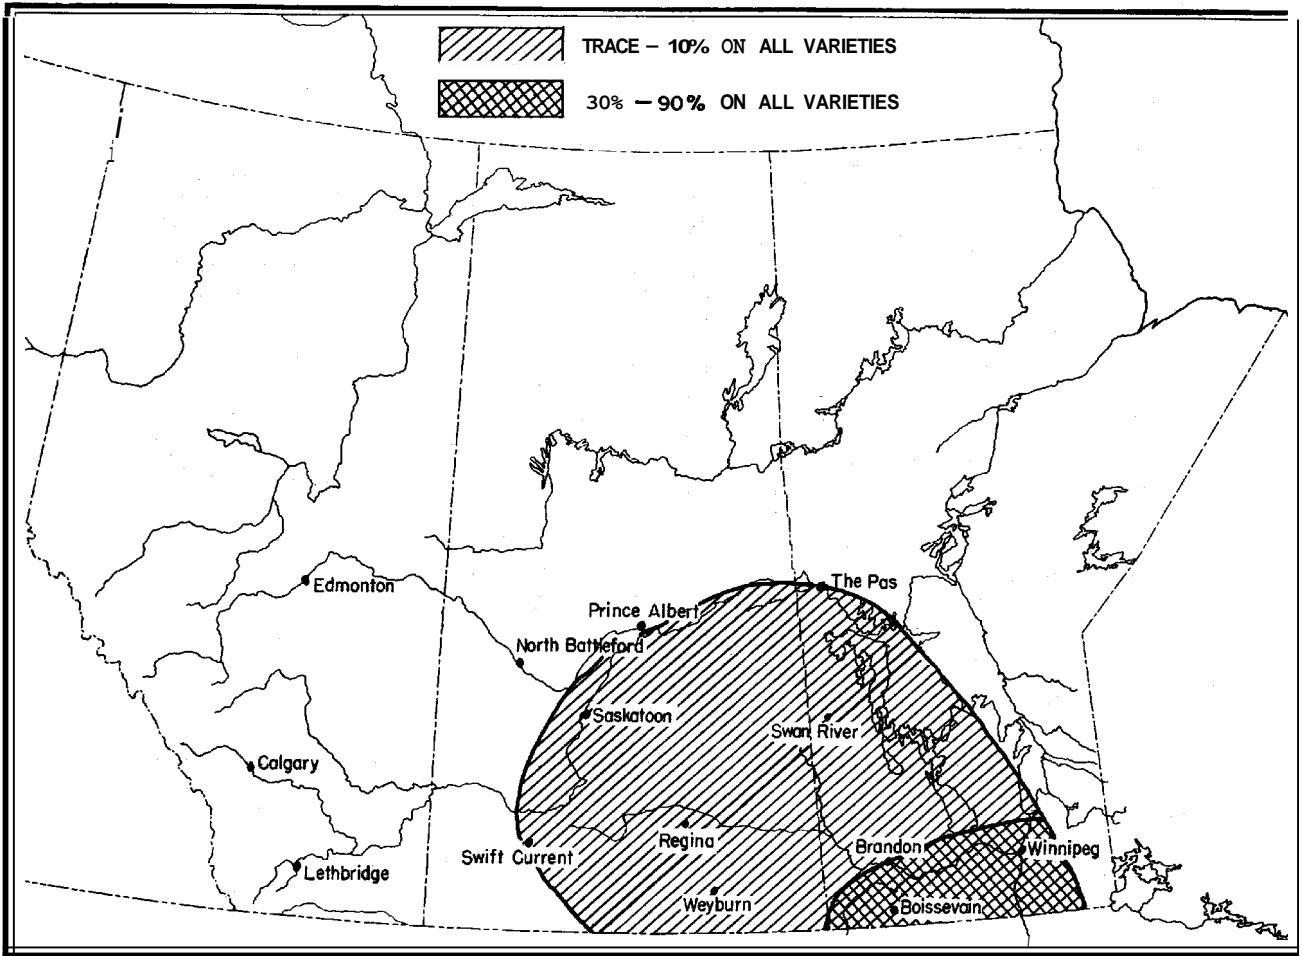 TRACE – 10% ON ALL VARIETIES
30% – 90% ON ALL VARIETIES
Edmonton
The Pas
Prince Albert
North Battleford
Saskatoon
Swan River
Calgary
Regina
Brandon
Winnipeg
Swift Current
Lethbridge
Weyburn
Boissevain